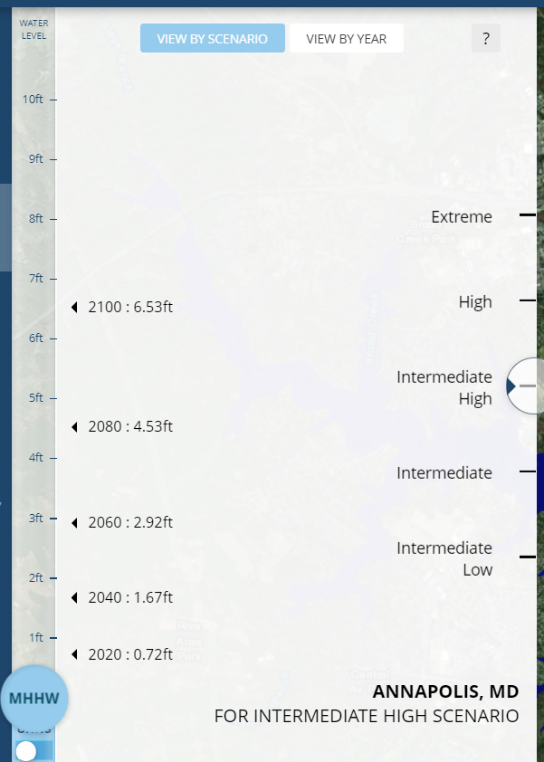 WATER
LEVEL
VIEW BY SCENARIO
VIEW BY YEAR
?
10ft
9ft
8ft
7ft
6ft
5ft
4ft
3ft
2ft
1ft
Extreme
High
Intermediate
High
Intermediate
Intermediate
Low
2100 : 6.53ft
2080 : 4.53ft
2060 : 2.92ft
2040 : 1.67ft
2020 : 0.72ft
MHHW
ANNAPOLIS, MD
FOR INTERMEDIATE HIGH SCENARIO